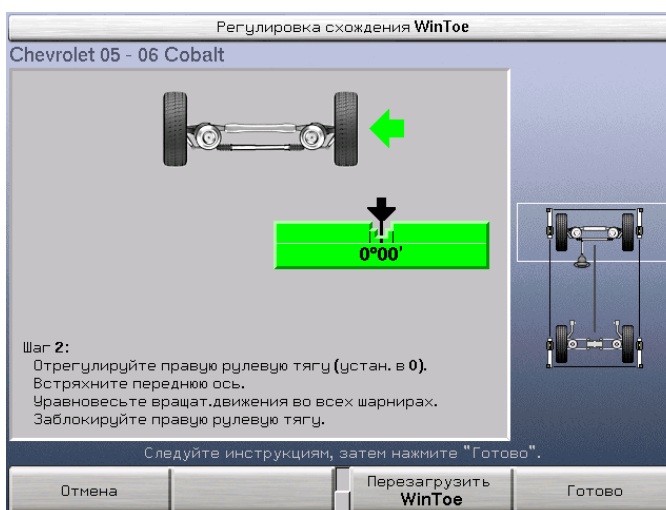 Регулировка схождения WinToe
Chevrolet 05 - 06 Cobalt
0°00'
Шаг 2:
Отрегулируйте правую рулевую тягу (устан. в 0).
Встряхните переднюю ось.
Уравновесьте вращат.движения во всех шарнирах.
Заблокируйте правую рулевую тягу.
Следуйте инструкциям, затем нажмите "Готово".
Отмена
Перезагрузить
WinToe
Готово